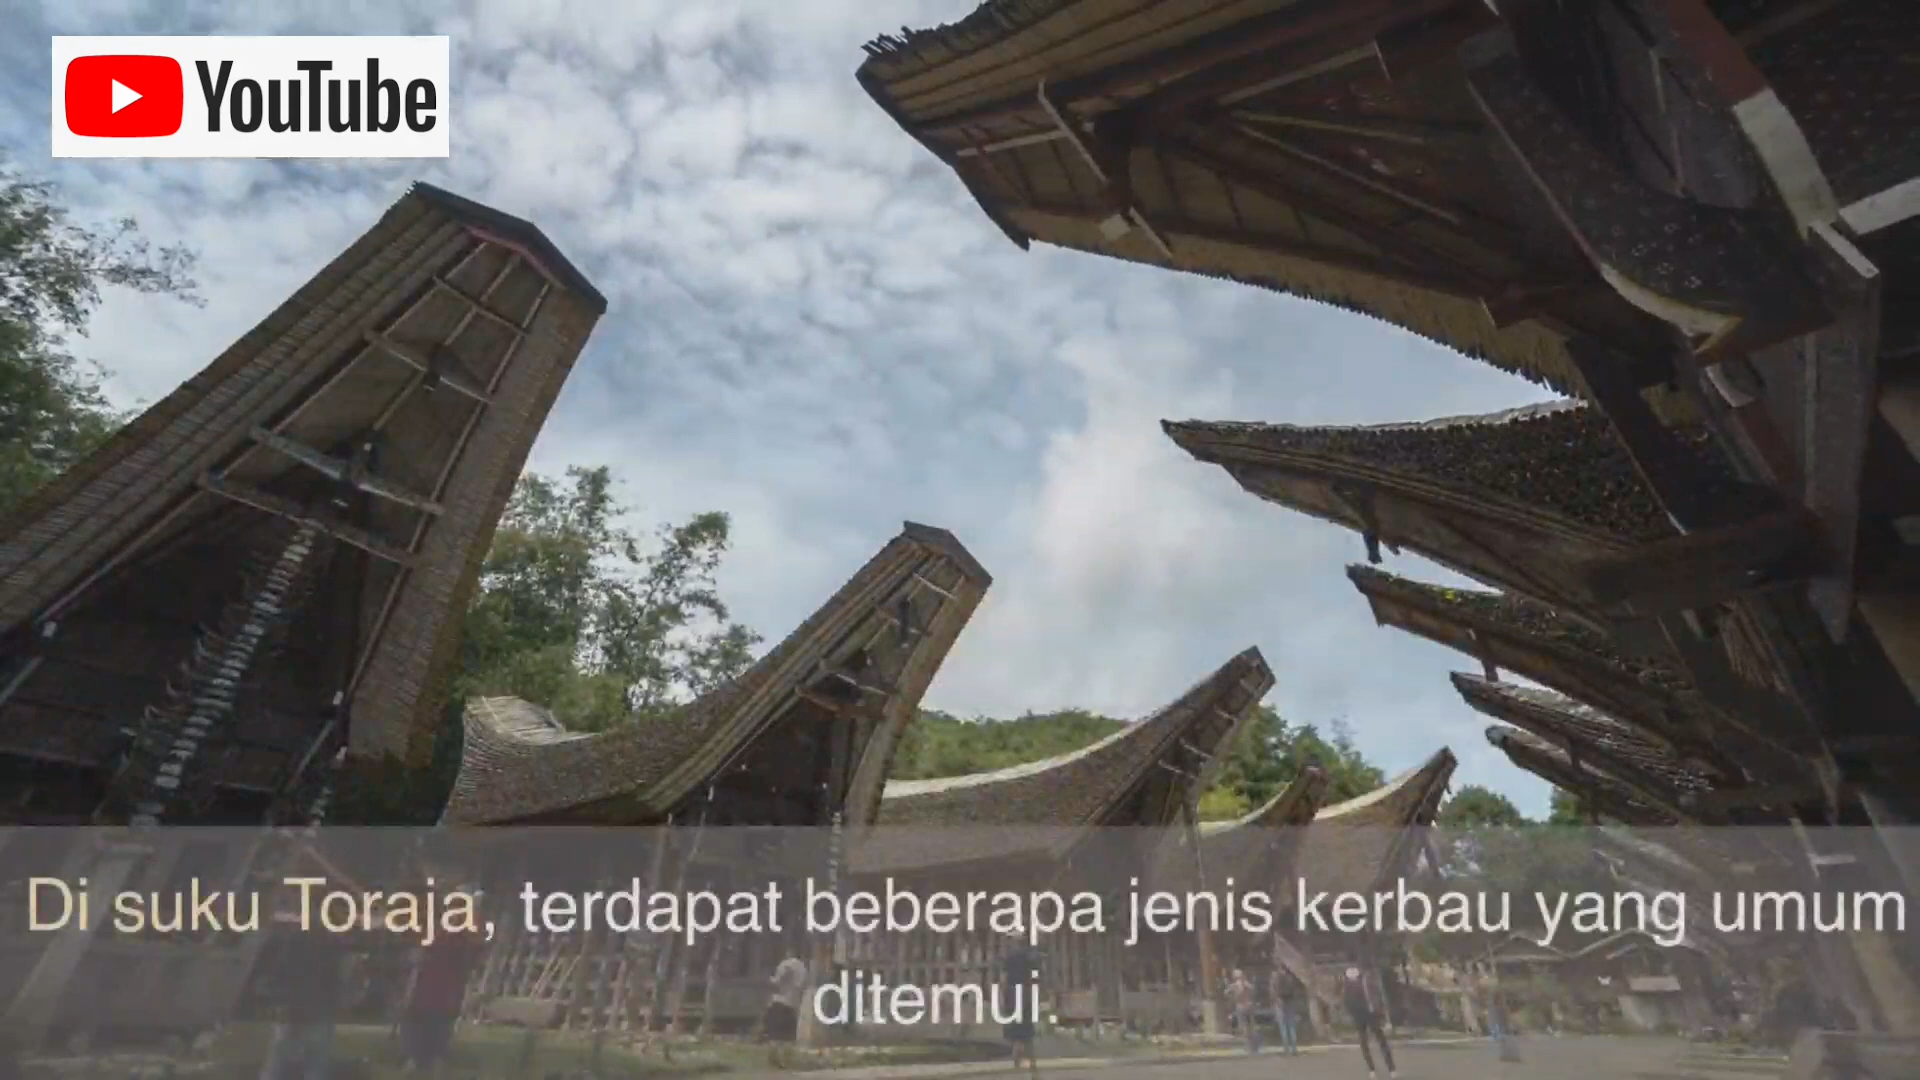 YouTube
Di suku Toraja, terdapat beberapa jenis kerbau yang umum
ditemui.